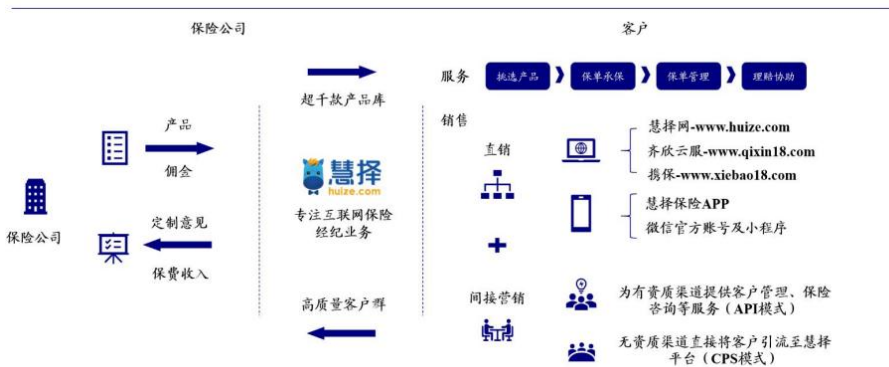 保险公司
客户
服务
挑选产品
保单承保
保单管理
理赔协助
超千款产品库
销售
产品
佣金
直销
慧择网-www.huize.com
齐欣云服-www.qixin18.com
携保-www.xiebao18.com
慧择
huize.com
专注互联网保险
经纪业务
保险公司
定制意见
保费收入
慧择保险APP
微信官方账号及小程序
高质量客户群
间接营销
为有资质渠道提供客户管理、保险
咨询等服务（API模式）
无资质渠道直接将客户引流至慧择
平台（CPS模式）